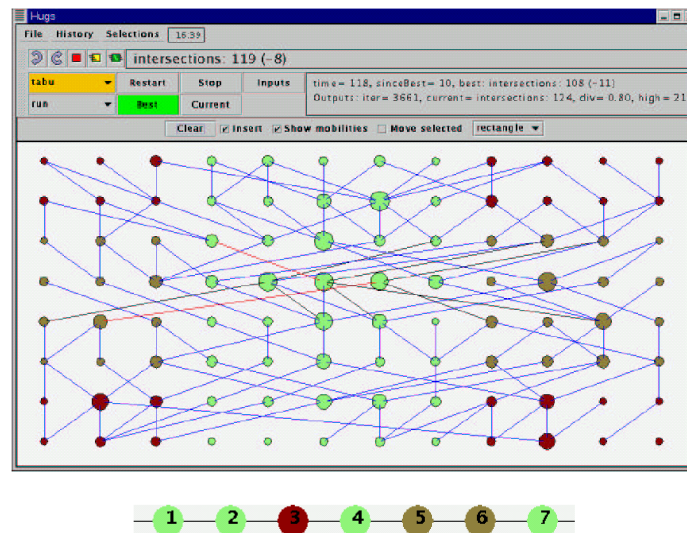 Hugs
File History Selections 16:39
intersections: 119 (-8)
tabu Restart Stop Inputs
time= 118, sinceBest= 10, best: intersections: 108 (-11)
run Best Current
Outputs: iter= 3661, current= intersections: 124, div= 0.80, high= 21
Clear Insert Show mobilities Move selected rectangle
1 2 3 4 5 6 7